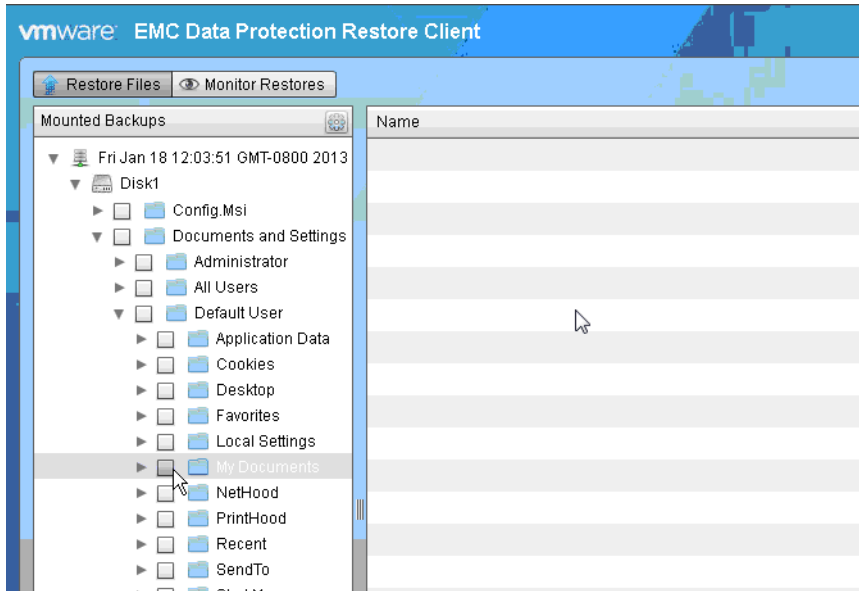 vmware EMC Data Protection Restore Client
Restore Files Monitor Restores
Mounted Backups Name
Fri Jan 18 12:03:51 GMT-0800 2013
Disk1
Config.Msi
Documents and Settings
Administrator
All Users
Default User
Application Data
Cookies
Desktop
Favorites
Local Settings
My Documents
NetHood
PrintHood
Recent
SendTo